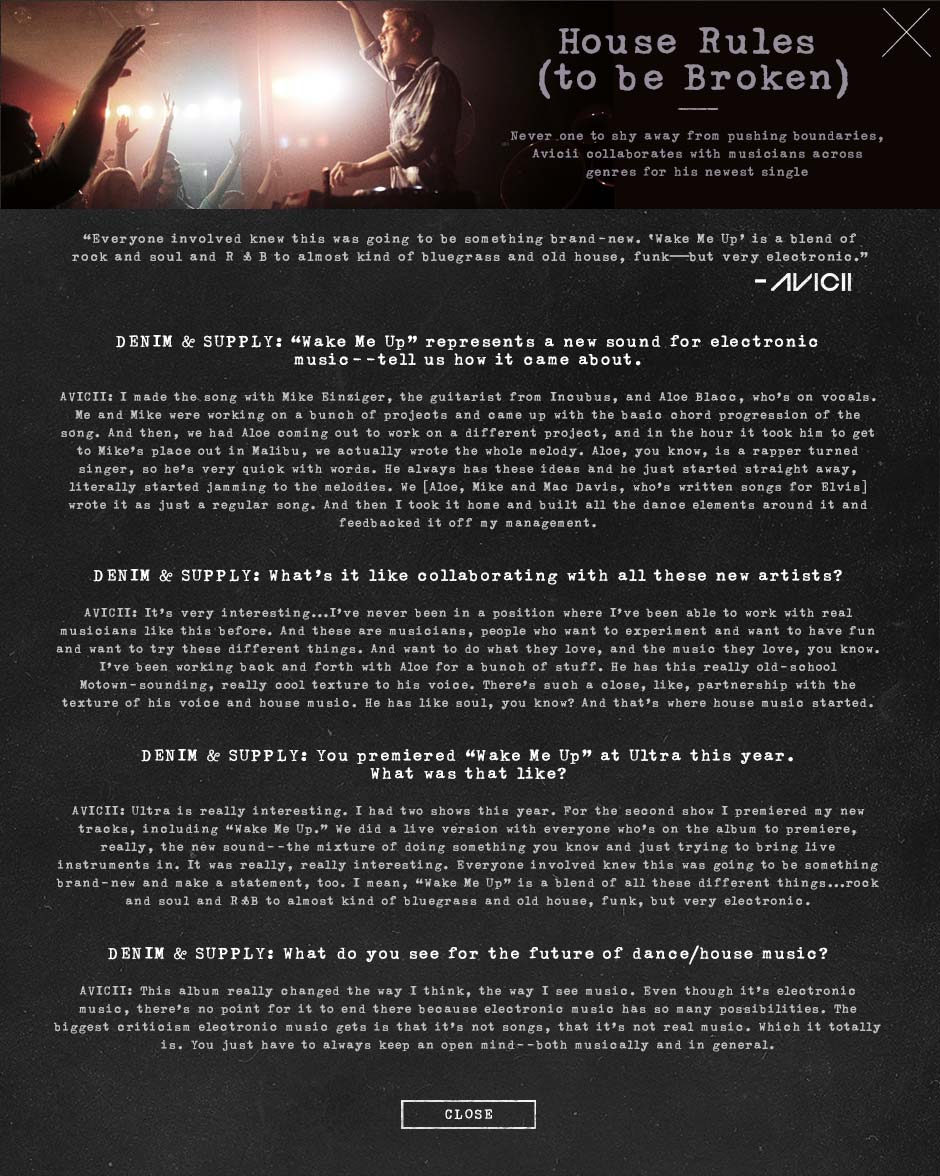 House Rules
(to be Broken)
Never one to shy away from pushing boundaries,
Avicii collaborates with musicians across
genres for his newest single
“Everyone involved knew this was going to be something brand-new. ‘Wake Me Up’ is a blend of
rock and soul and R & B to almost kind of bluegrass and old house, funk——but very electronic.”
- AVICII
DENIM & SUPPLY: “Wake Me Up” represents a new sound for electronic
music--tell us how it came about.
AVICII: I made the song with Mike Einziger, the guitarist from Incubus, and Aloe Blacc, who’s on vocals.
Me and Mike were working on a bunch of projects and came up with the basic chord progression of the
song. And then, we had Aloe coming out to work on a different project, and in the hour it took him to get
to Mike’s place out in Malibu, we actually wrote the whole melody. Aloe, you know, is a rapper turned
singer, so he’s very quick with words. He always has these ideas and he just started straight away,
literally started jamming to the melodies. We [Aloe, Mike and Mac Davis, who’s written songs for Elvis]
wrote it as just a regular song. And then I took it home and built all the dance elements around it and
feedbacked it off my management.
DENIM & SUPPLY: What’s it like collaborating with all these new artists?
AVICII: It’s very interesting...I’ve never been in a position where I’ve been able to work with real
musicians like this before. And these are musicians, people who want to experiment and want to have fun
and want to try these different things. And want to do what they love, and the music they love, you know.
I’ve been working back and forth with Aloe for a bunch of stuff. He has this really old-school
Motown-sounding, really cool texture to his voice. There’s such a close, like, partnership with the
texture of his voice and house music. He has like soul, you know? And that’s where house music started.
DENIM & SUPPLY: You premiered “Wake Me Up” at Ultra this year.
What was that like?
AVICII: Ultra is really interesting. I had two shows this year. For the second show I premiered my new
tracks, including “Wake Me Up.” We did a live version with everyone who’s on the album to premiere,
really, the new sound--the mixture of doing something you know and just trying to bring live
instruments in. It was really, really interesting. Everyone involved knew this was going to be something
brand-new and make a statement, too. I mean, “Wake Me Up” is a blend of all these different things...rock
and soul and R&B to almost kind of bluegrass and old house, funk, but very electronic.
DENIM & SUPPLY: What do you see for the future of dance/house music?
AVICII: This album really changed the way I think, the way I see music. Even though it’s electronic
music, there’s no point for it to end there because electronic music has so many possibilities. The
biggest criticism electronic music gets is that it’s not songs, that it’s not real music. Which it totally
is. You just have to always keep an open mind--both musically and in general.
CLOSE